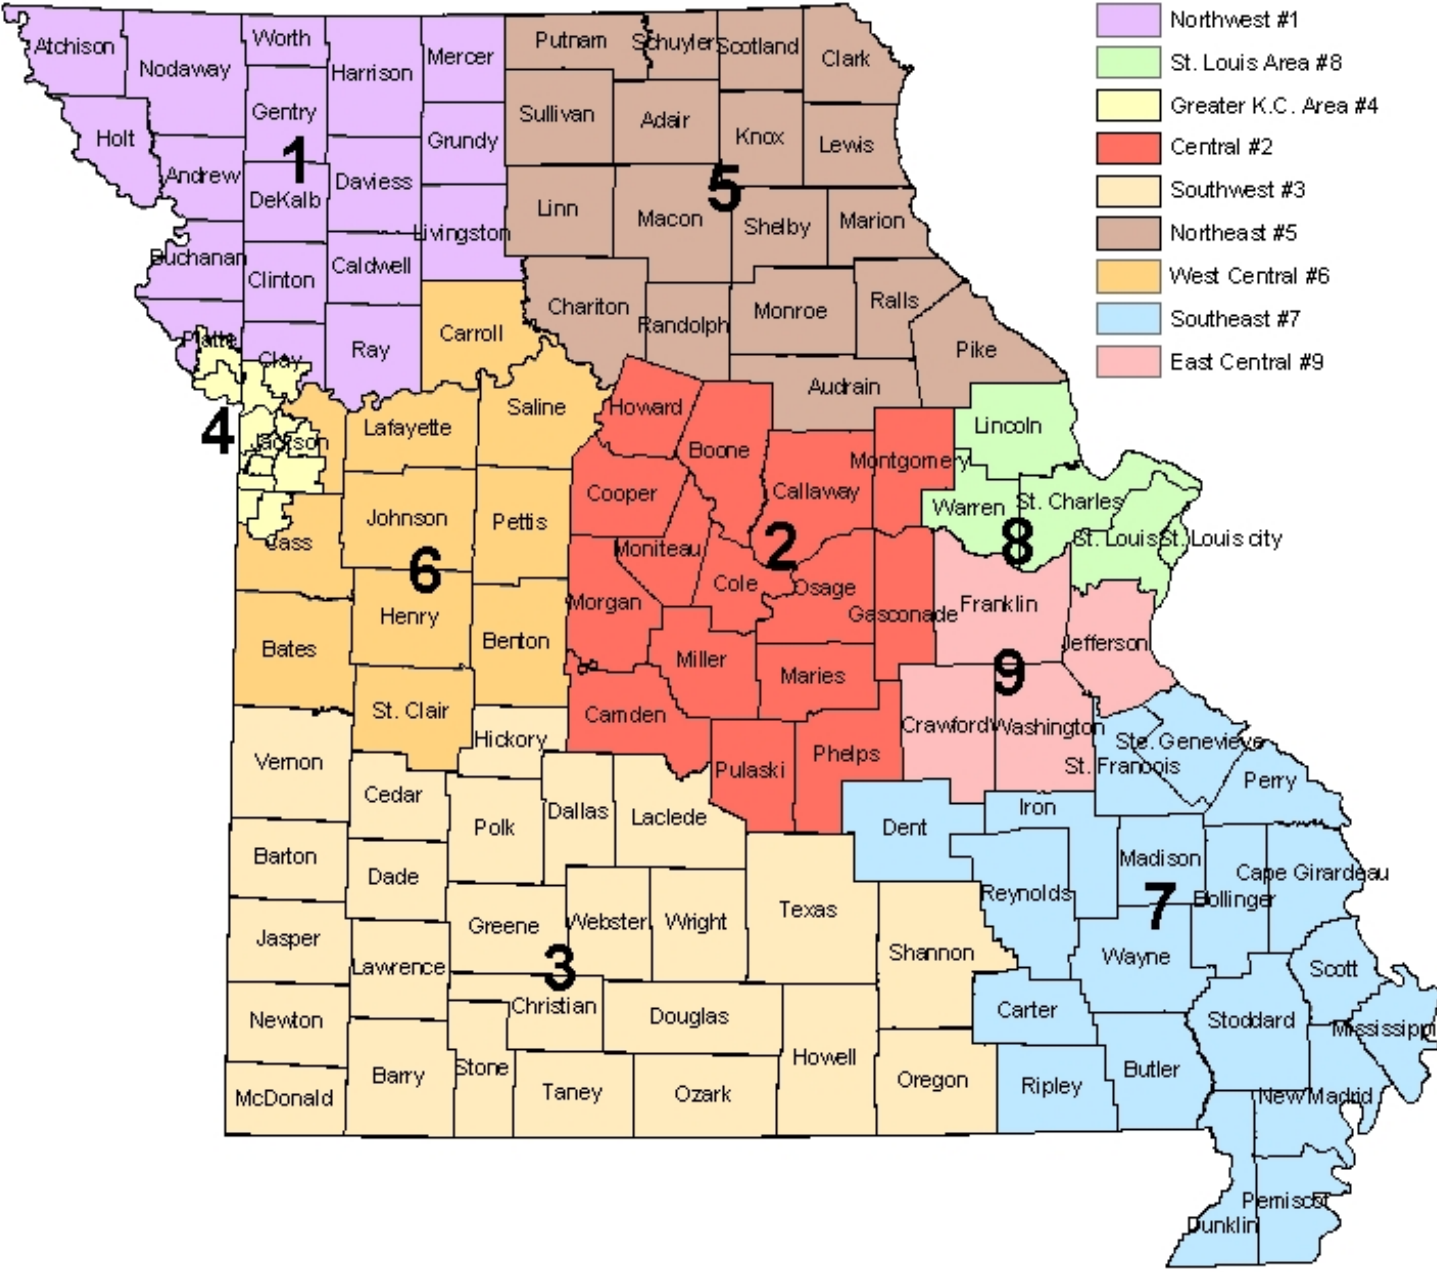 Northwest #1
St. Louis Area #8
Greater K.C. Area #4
Central #2
Southwest #3
Northeast #5
West Central #6
Southeast #7
East Central #9
Atchison
Nodaway
Worth
Harrison
Mercer
Putnam
Schuyler
Scotland
Clark
Gentry
Holt
Grundy
Sullivan
Adair
Knox
Lewis
1
5
Andrew
DeKalb
Daviess
Livingston
Linn
Macon
Shelby
Marion
Buchanan
Clinton
Caldwell
Chariton
Randolph
Monroe
Ralls
Platte
Clay
Ray
Carroll
Pike
Audrain
4
Jackson
Lafayette
Saline
Howard
Boone
Callaway
Montgomery
Lincoln
Cooper
Warren
St. Charles
Johnson
Pettis
Cass
6
Moniteau
2
8
St. Louis
St. Louis city
Cole
Osage
Henry
Morgan
Gasconade
Franklin
Bates
Benton
Miller
Maries
Jefferson
9
St. Clair
Camden
Crawford
Washington
Hickory
Vernon
Pulaski
Phelps
Ste. Genevieve
St. Francois
Perry
Cedar
Polk
Dallas
Laclede
Dent
Iron
Barton
Dade
Madison
Cape Girardeau
Reynolds
Bollinger
7
Jasper
Greene
Webster
Wright
Texas
Shannon
Wayne
Lawrence
3
Scott
Newton
Christian
Douglas
Carter
Stoddard
Mississippi
Howell
McDonald
Barry
Stone
Taney
Ozark
Oregon
Ripley
Butler
New Madrid
Pemiscot
Dunklin